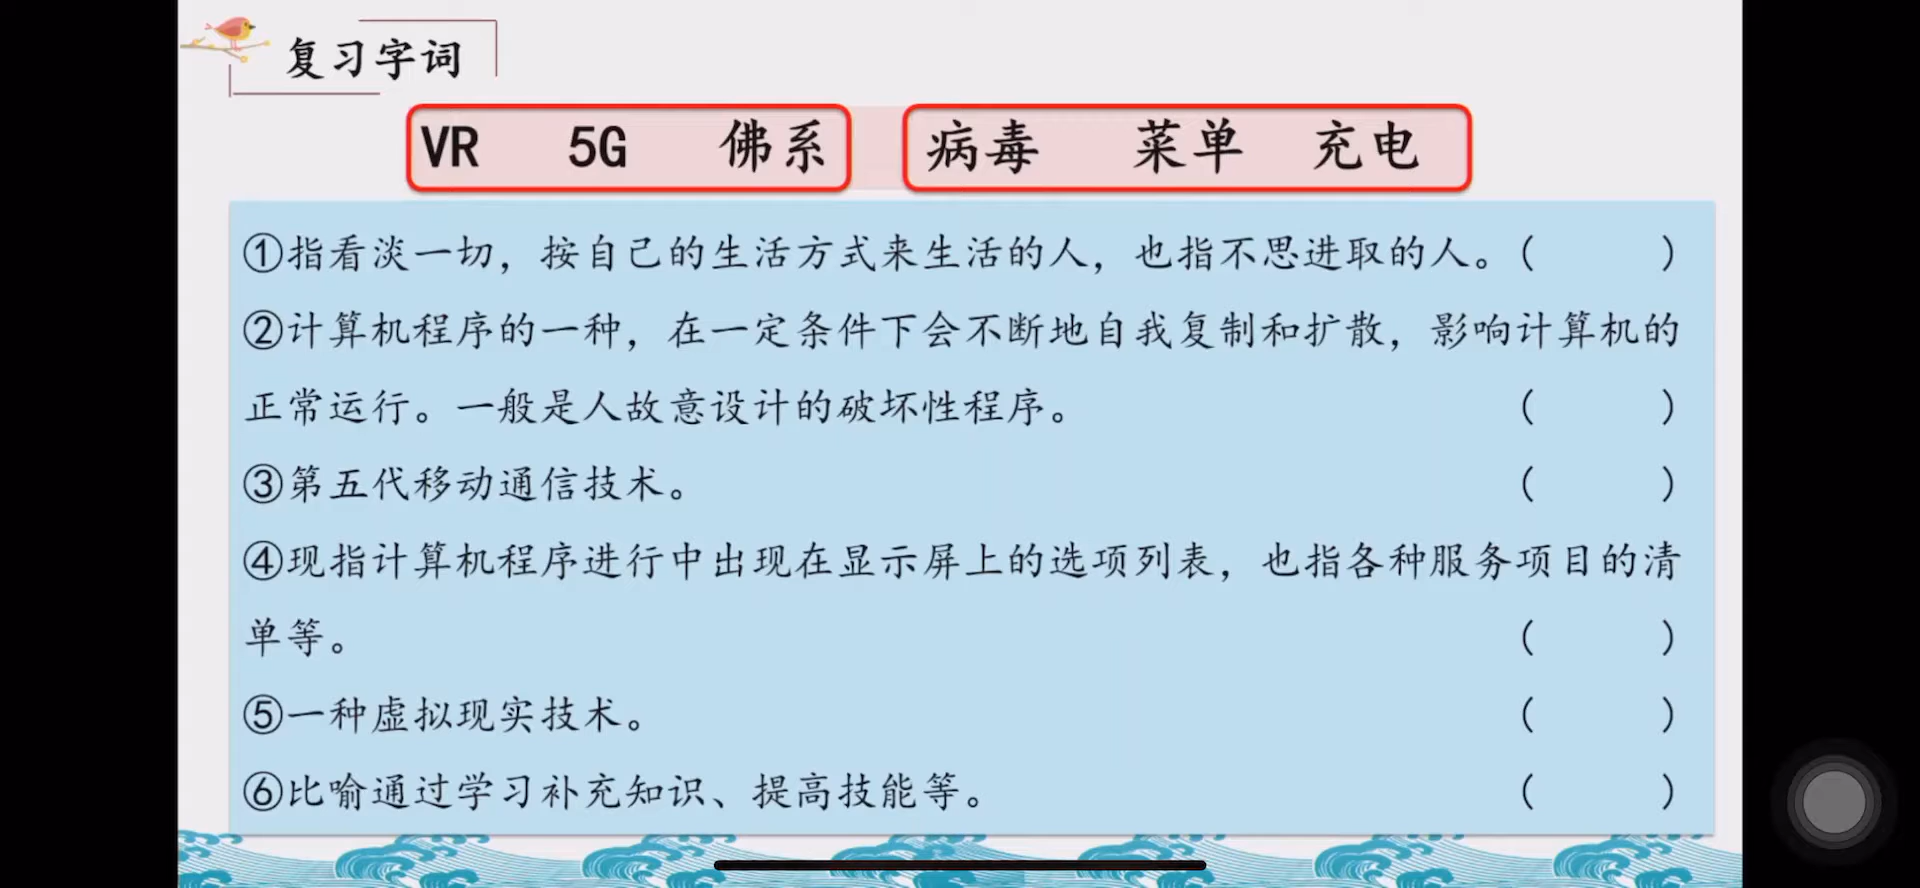 复习字词
VR 5G 佛系 病毒 菜单 充电
①指看淡一切，按自己的生活方式来生活的人，也指不思进取的人。（ ）
②计算机程序的一种，在一定条件下会不断地自我复制和扩散，影响计算机的
正常运行。一般是人故意设计的破坏性程序。（ ）
③第五代移动通信技术。（ ）
④现指计算机程序进行中出现在显示屏上的选项列表，也指各种服务项目的清
单等。（ ）
⑤一种虚拟现实技术。（ ）
⑥比喻通过学习补充知识、提高技能等。（ ）